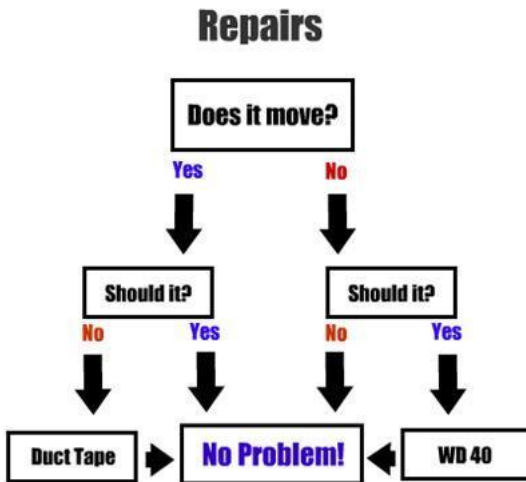 Repairs
Does it move?
Yes No
Should it? Should it?
No Yes No Yes
Duct Tape No Problem! WD 40